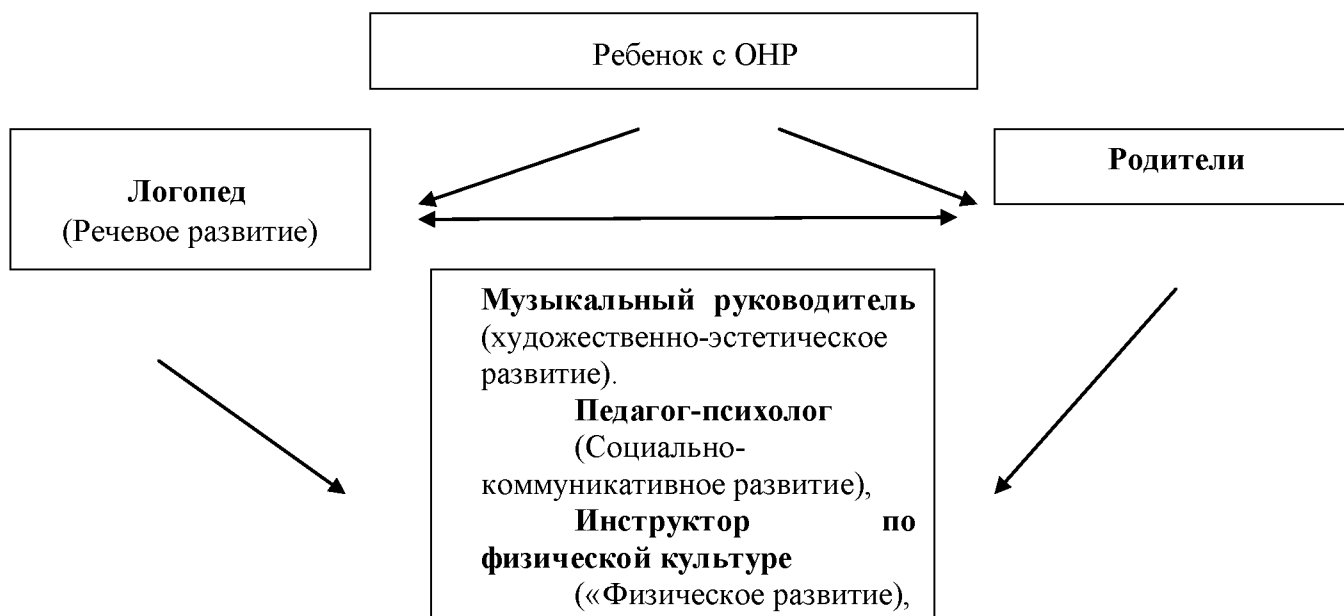 Ребенок с ОНР
Логопед
(Речевое развитие)
Родители
Музыкальный руководитель
(художественно-эстетическое
развитие).
Педагог-психолог
(Социально-
коммуникативное развитие),
Инструктор по
физической культуре
(«Физическое развитие),